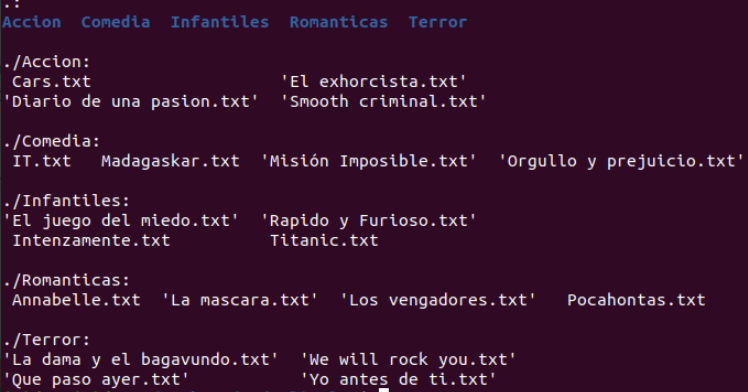 .:
Accion  Comedia  Infantiles  Romanticas  Terror
./Accion:
Cars.txt  'El exhorcista.txt'
'Diario de una pasion.txt'  'Smooth criminal.txt'
./Comedia:
IT.txt  Madagaskar.txt  'Misión Imposible.txt'  'Orgullo y prejuicio.txt'
./Infantiles:
'El juego del miedo.txt'  'Rapido y Furioso.txt'
Intenzamente.txt  Titanic.txt
./Romanticas:
Annabelle.txt  'La mascara.txt'  'Los vengadores.txt'  Pocahontas.txt
./Terror:
'La dama y el bagavundo.txt'  'We will rock you.txt'
'Que paso ayer.txt'  'Yo antes de ti.txt'